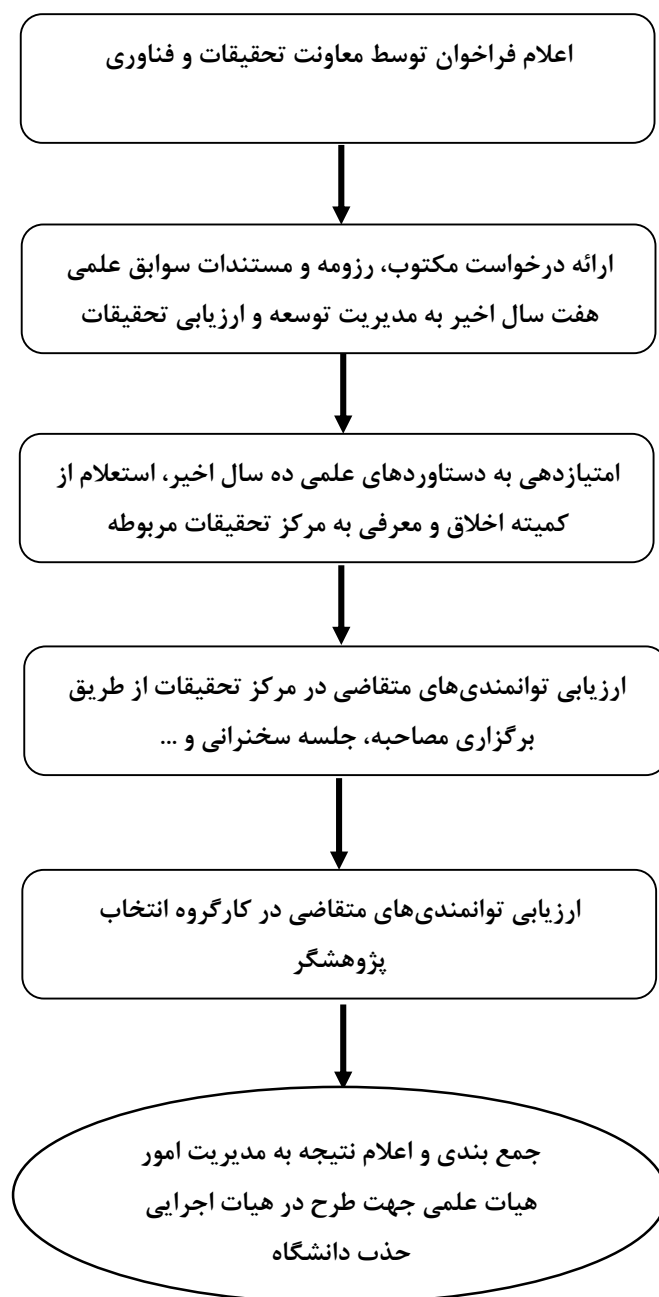 اعلام فراخوان توسط معاونت تحقیقات و فناوری
ارائه درخواست مکتوب، رزومه و مستندات سوابق علمی
هفت سال اخیر به مدیریت توسعه و ارزیابی تحقیقات
امتیازدهی به دستاوردهای علمی ده سال اخیر، استعلام از
کمیته اخلاق و معرفی به مرکز تحقیقات مربوطه
ارزیابی توانمندی‌های متقاضی در مرکز تحقیقات از طریق
برگزاری مصاحبه، جلسه سخنرانی و ...
ارزیابی توانمندی‌های متقاضی در کارگروه انتخاب
پژوهشگر
جمع بندی و اعلام نتیجه به مدیریت امور
هیات علمی جهت طرح در هیات اجرایی
حذب دانشگاه